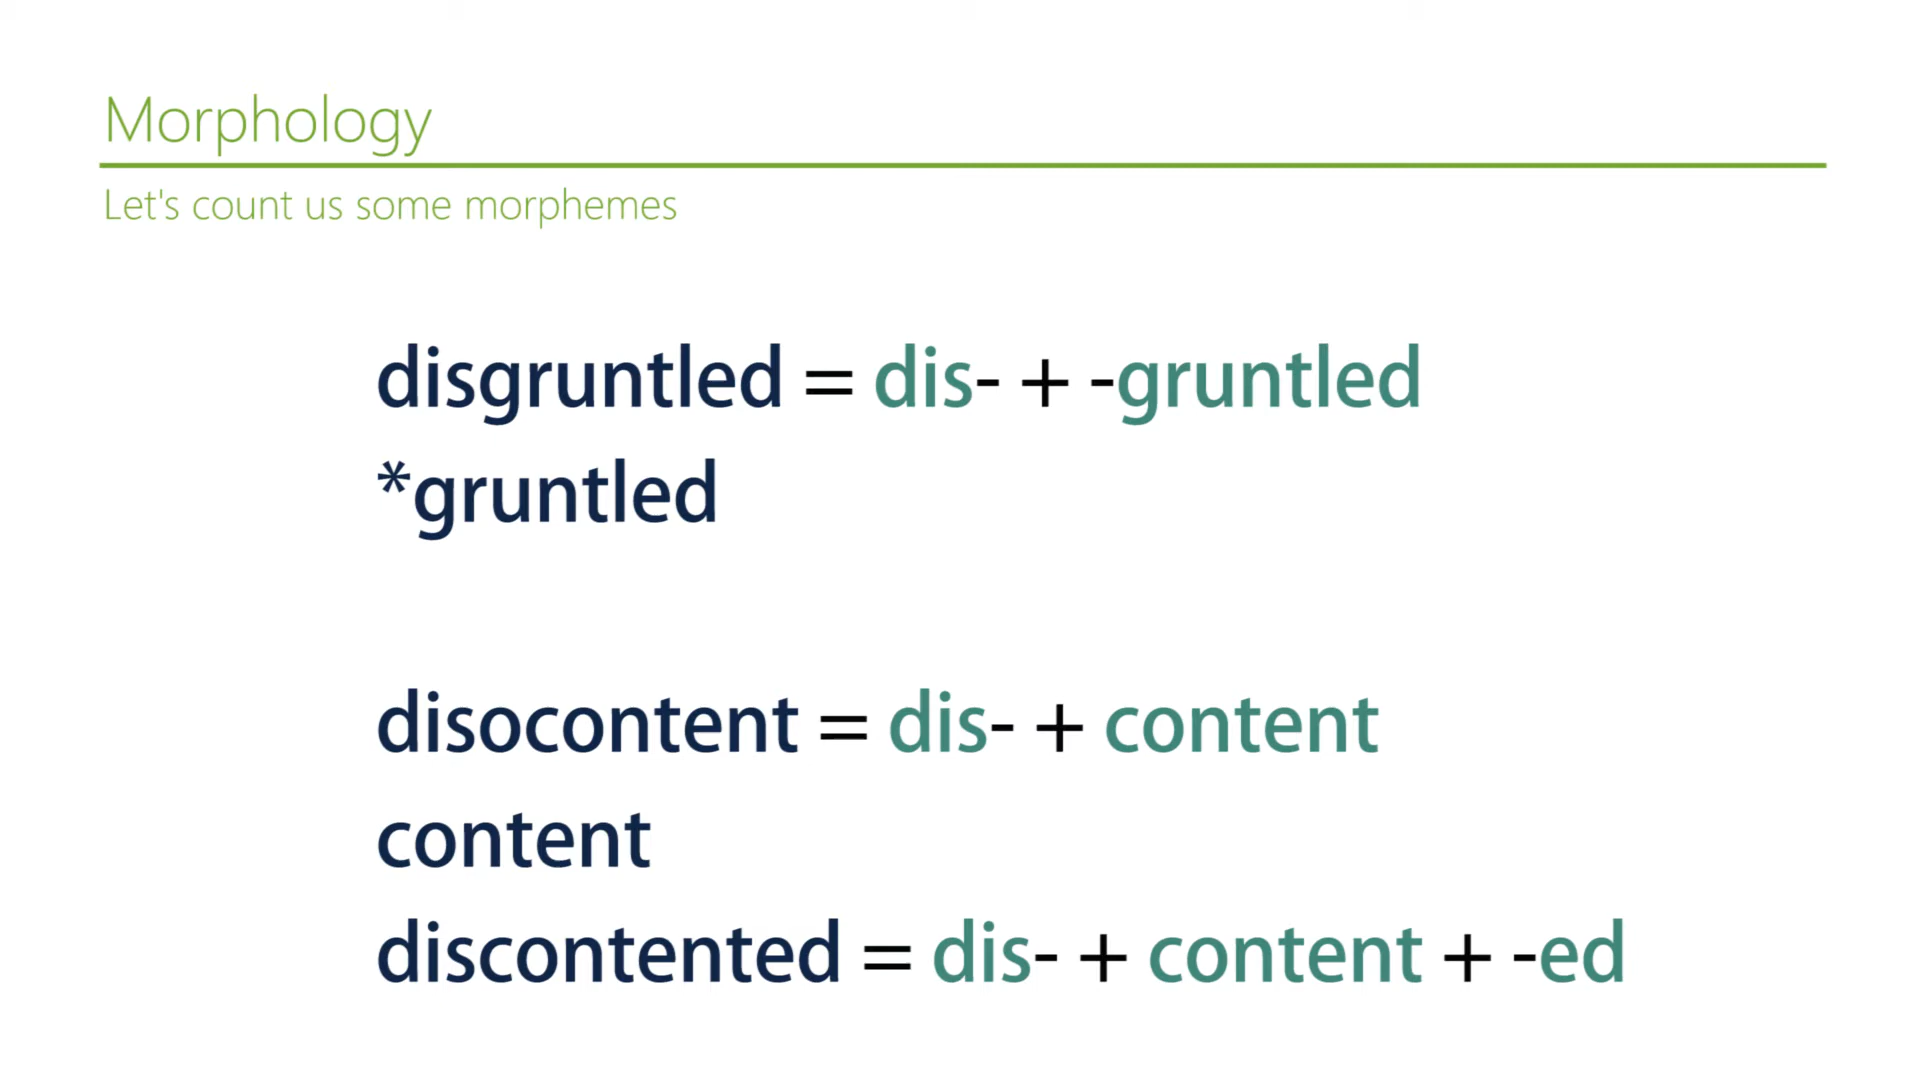 Morphology
Let's count us some morphemes
disgruntled = dis- + -gruntled
*gruntled
disocontent = dis- + content
content
discontented = dis- + content + -ed